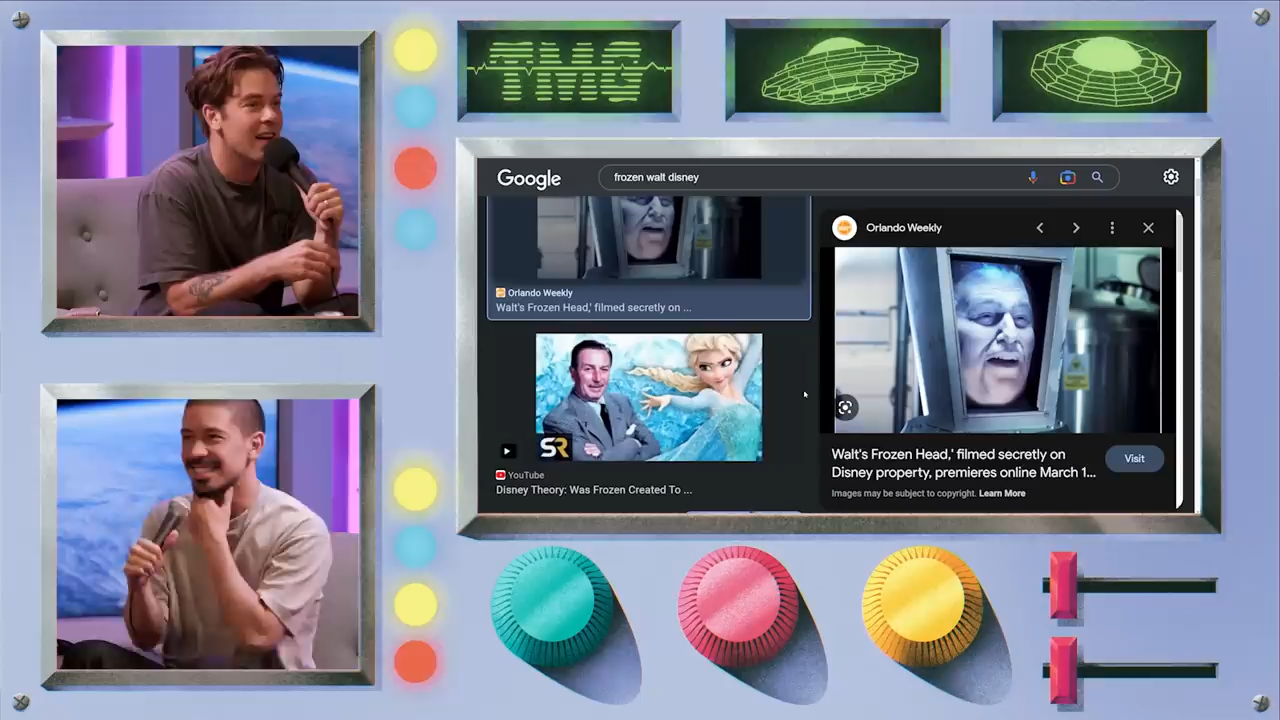 TMG
Google
frozen walt disney
Orlando Weekly
Walt's Frozen Head,' filmed secretly on ...
SR
YouTube
Disney Theory: Was Frozen Created To ...
Orlando Weekly
Walt's Frozen Head,' filmed secretly on
Disney property, premieres online March 1...
Visit
Images may be subject to copyright. Learn More